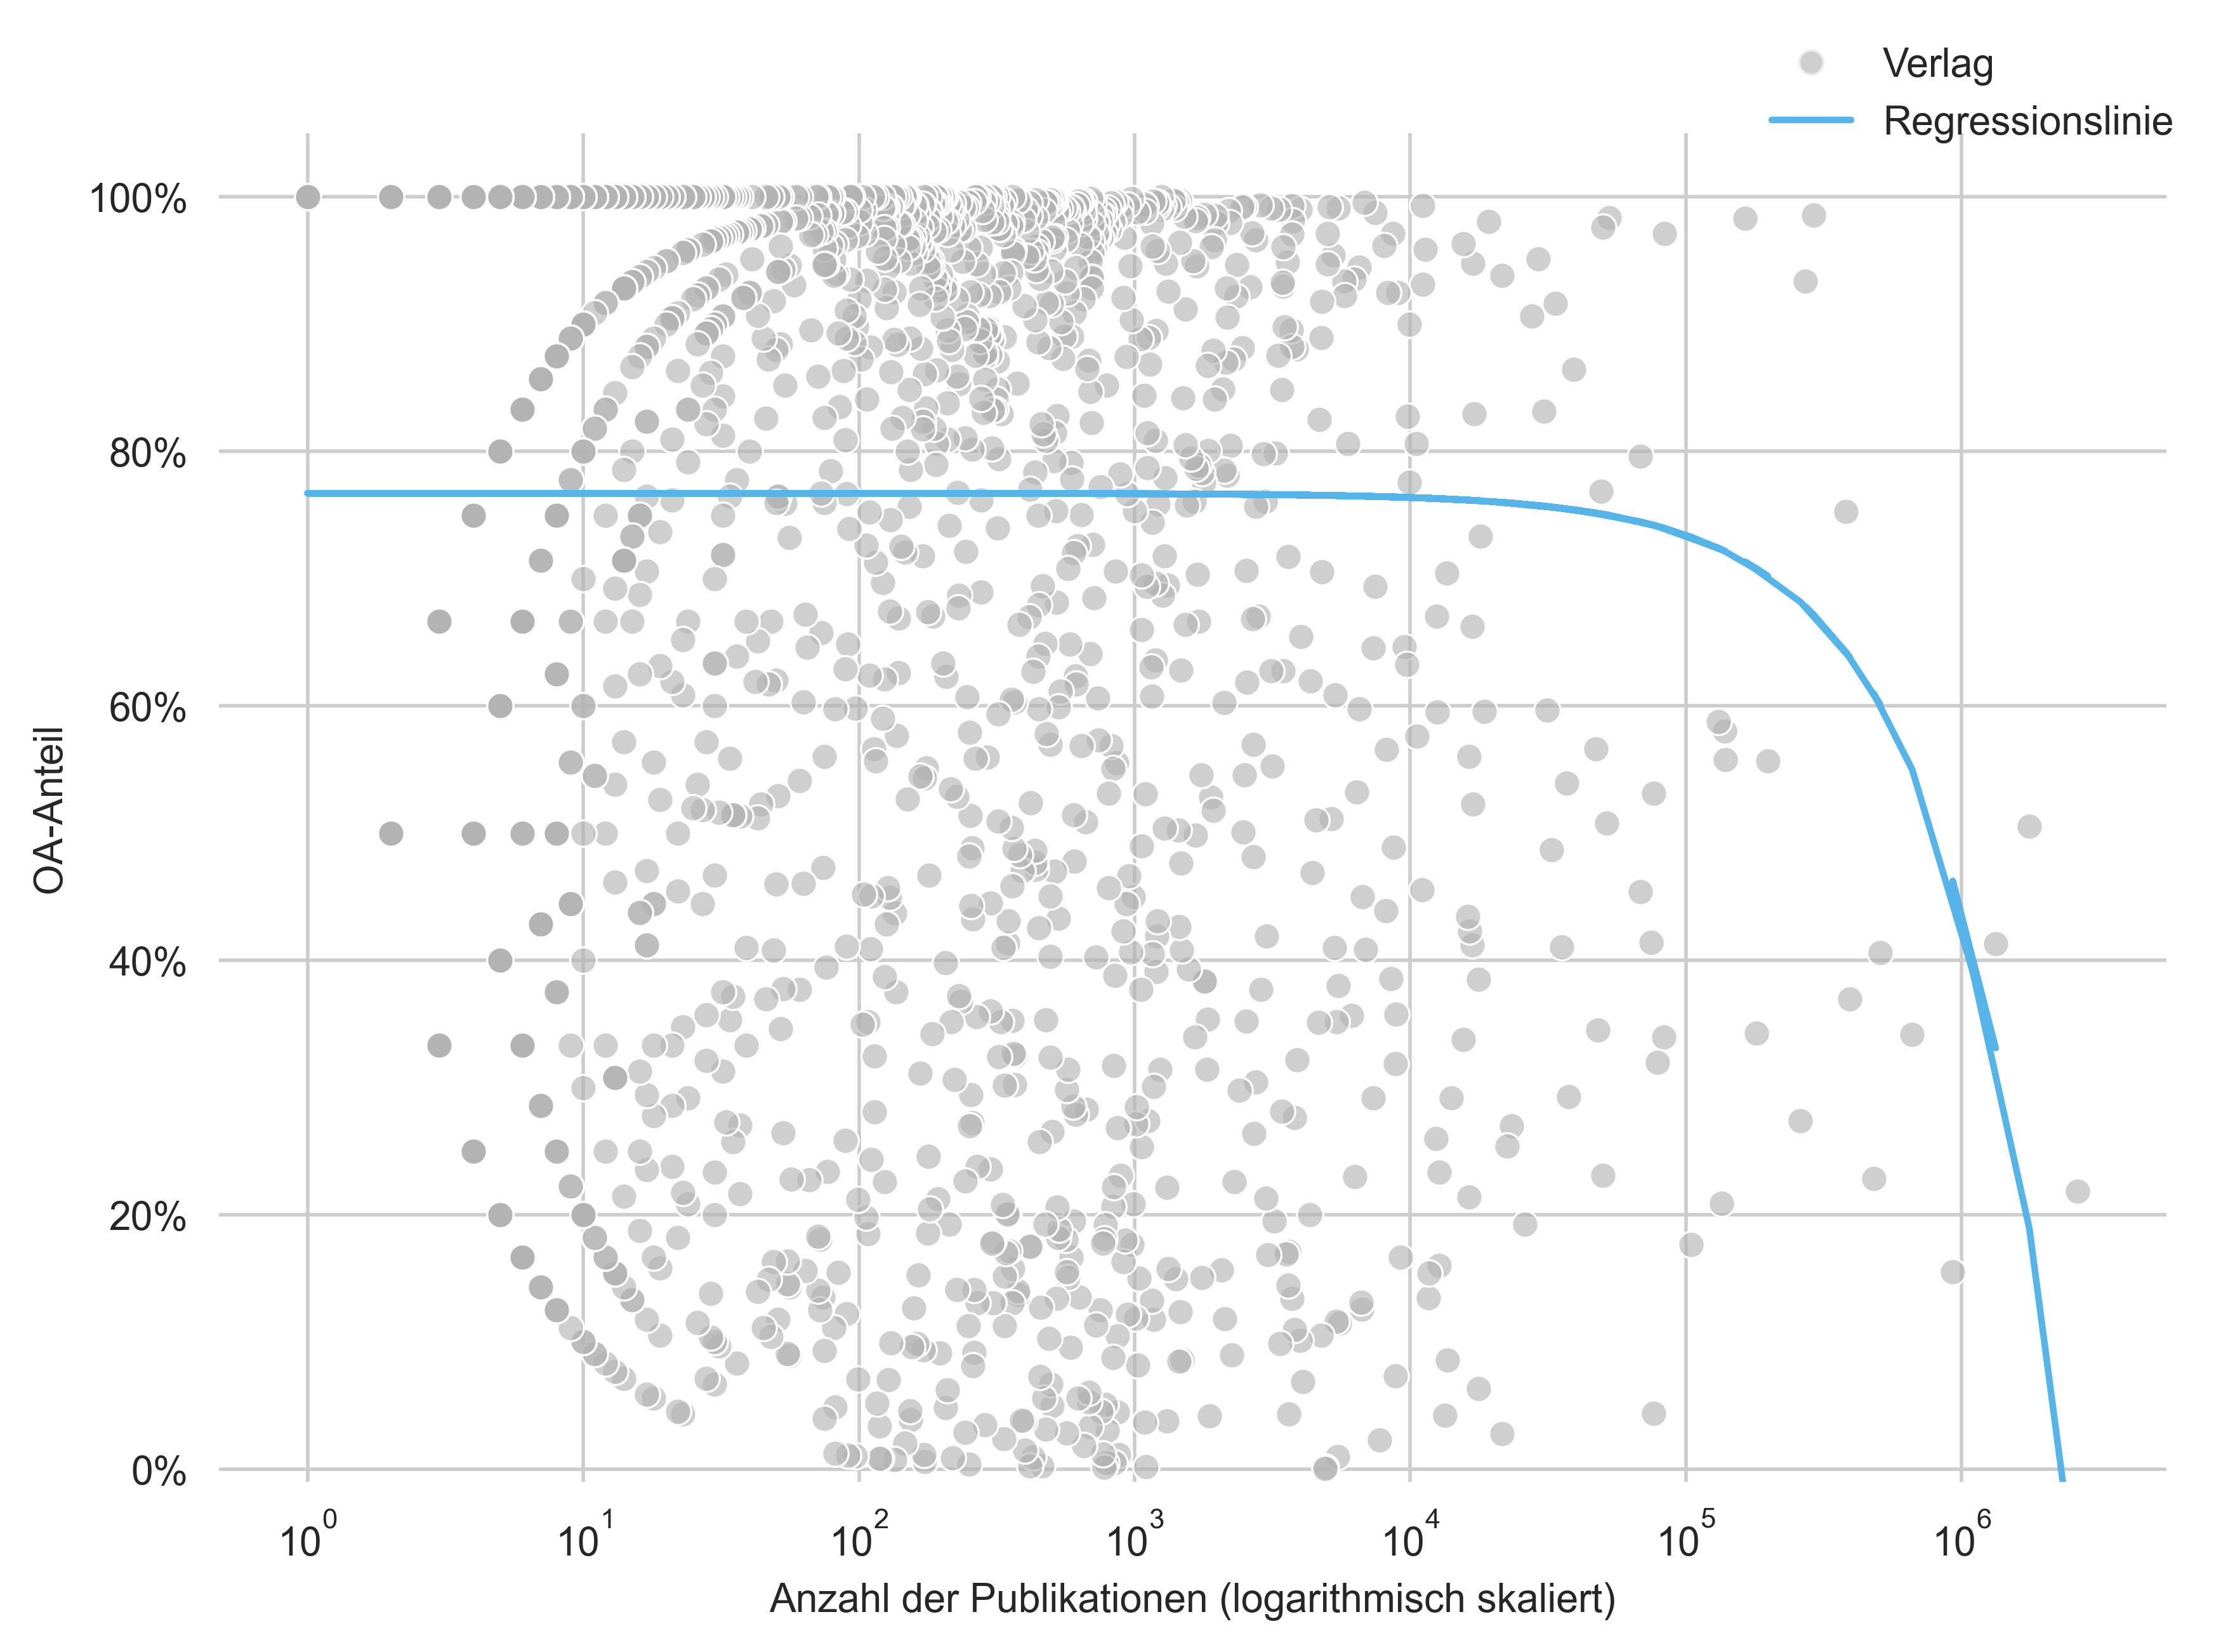 Verlag
Regressionslinie
100%
80%
60%
40%
20%
0%
OA-Anteil
10^0 10^1 10^2 10^3 10^4 10^5 10^6
Anzahl der Publikationen (logarithmisch skaliert)